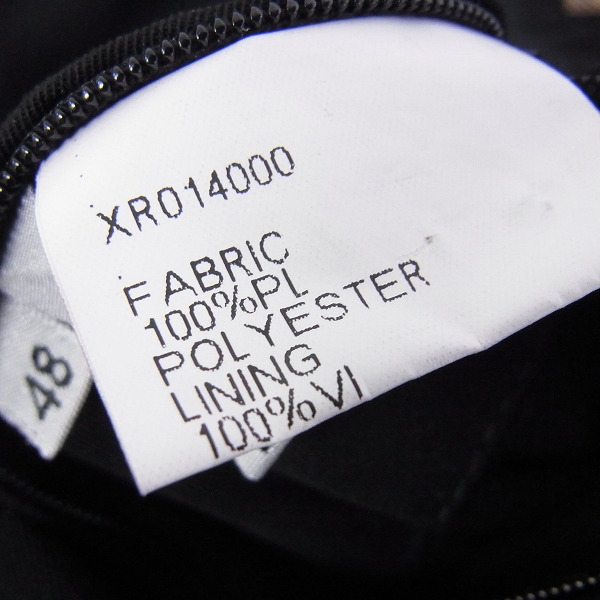 XR014000
FABRIC
100%PL
POLYESTER
LINING
100%VI
48